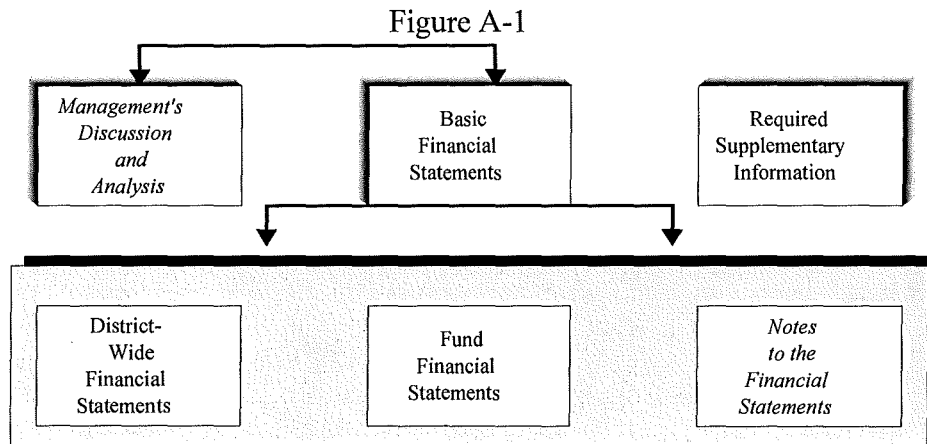 Figure A-1
Management's
Discussion
and
Analysis
Basic
Financial
Statements
Required
Supplementary
Information
District-
Wide
Financial
Statements
Fund
Financial
Statements
Notes
to the
Financial
Statements